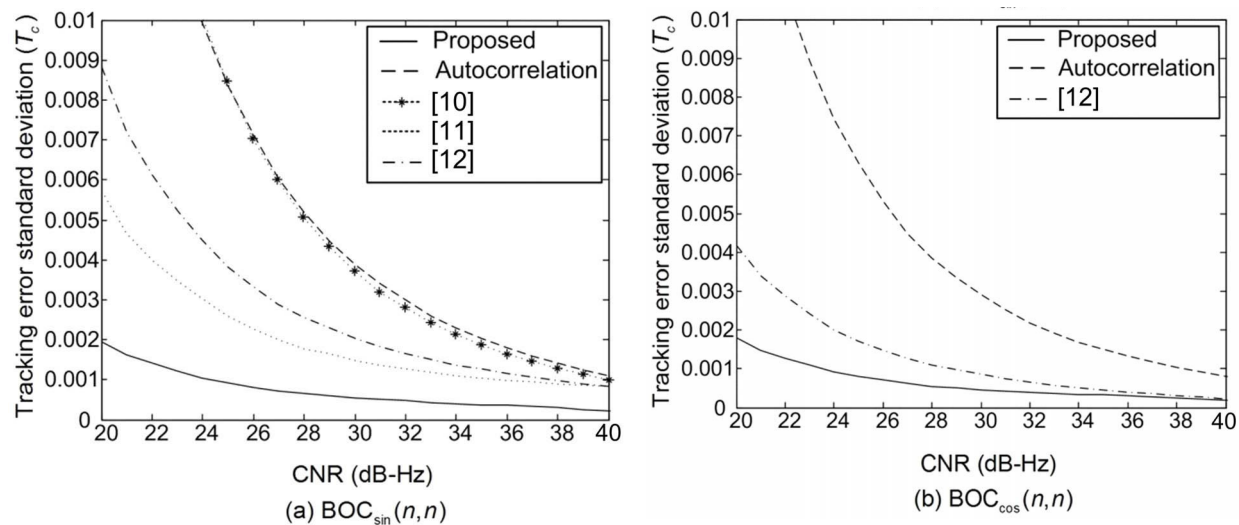 Tracking error standard deviation (Tc)
0.01
0.009
0.008
0.007
0.006
0.005
0.004
0.003
0.002
0.001
0
20 22 24 26 28 30 32 34 36 38 40
Proposed
Autocorrelation
[10]
[11]
[12]
CNR (dB-Hz)
(a) BOCsin(n,n)
Tracking error standard deviation (Tc)
0.01
0.009
0.008
0.007
0.006
0.005
0.004
0.003
0.002
0.001
0
20 22 24 26 28 30 32 34 36 38 40
Proposed
Autocorrelation
[12]
CNR (dB-Hz)
(b) BOCcos(n,n)